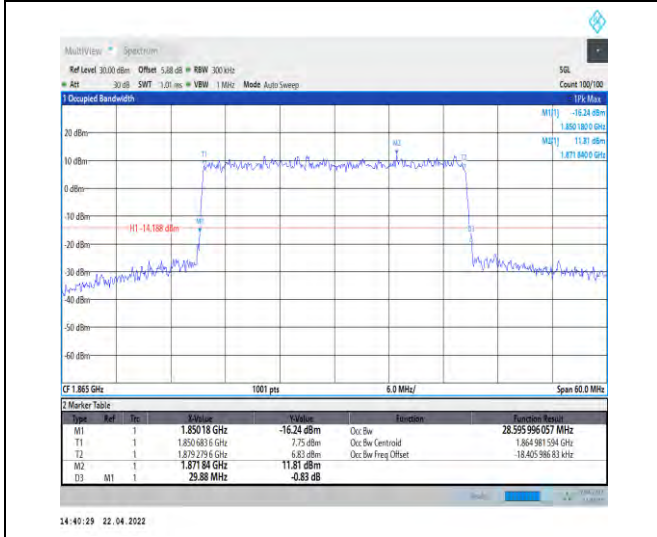 MultiView Spectrum
Ref Level 30.00 dBm Offset 5.88 dB RBW 300 kHz SGL
Att 30 dB SWT 1.01 ms VBW 1 MHz Mode Auto Sweep Count 100/100
1 Occupied Bandwidth 1Pk Max
M1[1] -16.24 dBm
1.850 180 0 GHz
M2[1] 11.81 dBm
1.871 840 0 GHz
20 dBm
M2
T1
T2
10 dBm
0 dBm
-10 dBm
M1
H1 -14.188 dBm
-20 dBm
-30 dBm
-40 dBm
-50 dBm
-60 dBm
CF 1.865 GHz 1001 pts 6.0 MHz/ Span 60.0 MHz
2 Marker Table
Type Ref Trc X-Value Y-Value Function Function Result
M1 1 1.85018 GHz -16.24 dBm Occ Bw 28.595 996 057 MHz
T1 1 1.850 683 6 GHz 7.75 dBm Occ Bw Centroid 1.864 981 594 GHz
T2 1 1.879 279 6 GHz 6.83 dBm Occ Bw Freq Offset -18.405 986 83 kHz
M2 1 1.871 84 GHz 11.81 dBm
D3 M1 1 29.88 MHz -0.83 dB
14:40:29 22.04.2022